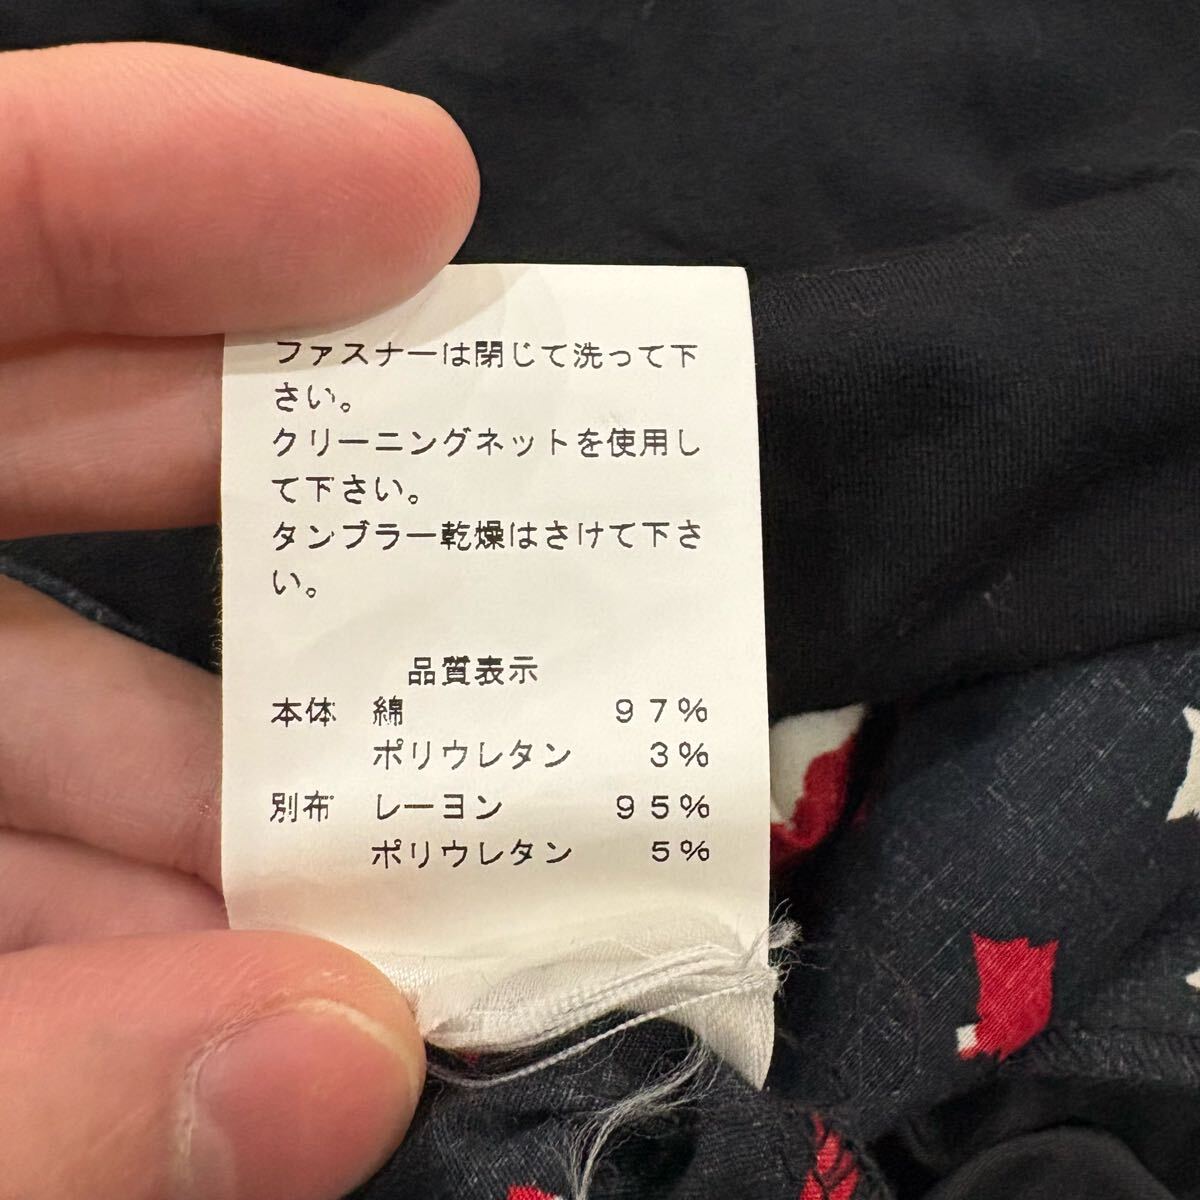 ファスナーは閉じて洗って下
さい。
クリーニングネットを使用し
て下さい。
タンブラー乾燥はさけて下さ
い。
品質表示
本体 綿 97%
ポリウレタン 3%
別布 レーヨン 95%
ポリウレタン 5%